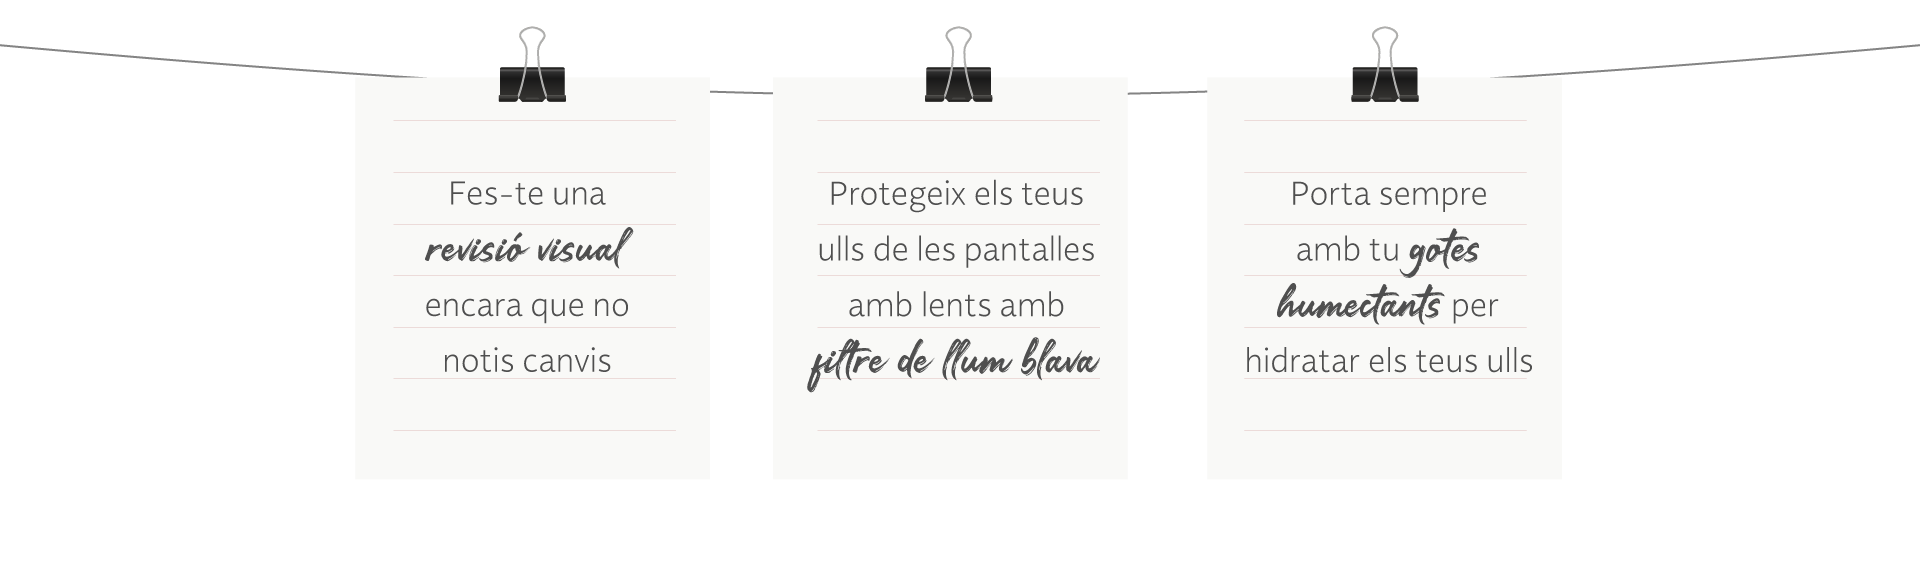 Fes-te una
revisió visual
encara que no
notis canvis
Protegeix els teus
ulls de les pantalles
amb lents amb
filtre de llum blava
Porta sempre
amb tu gotes
humectants per
hidratar els teus ulls